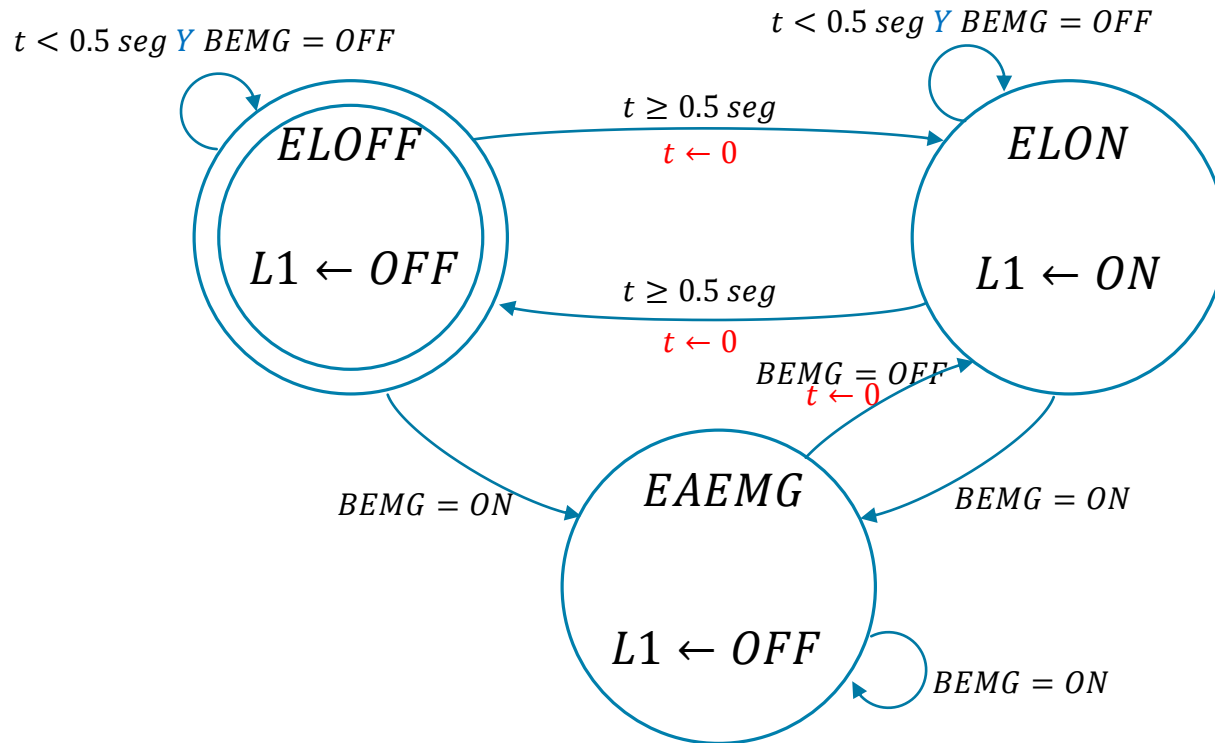 t < 0.5 seg Y BEMG = OFF
t < 0.5 seg Y BEMG = OFF
t ≥ 0.5 seg
t ← 0
ELOFF
L1 ← OFF
ELON
L1 ← ON
t ≥ 0.5 seg
t ← 0
BEMG = OFF
t ← 0
BEMG = ON
EAEMG
L1 ← OFF
BEMG = ON
BEMG = ON